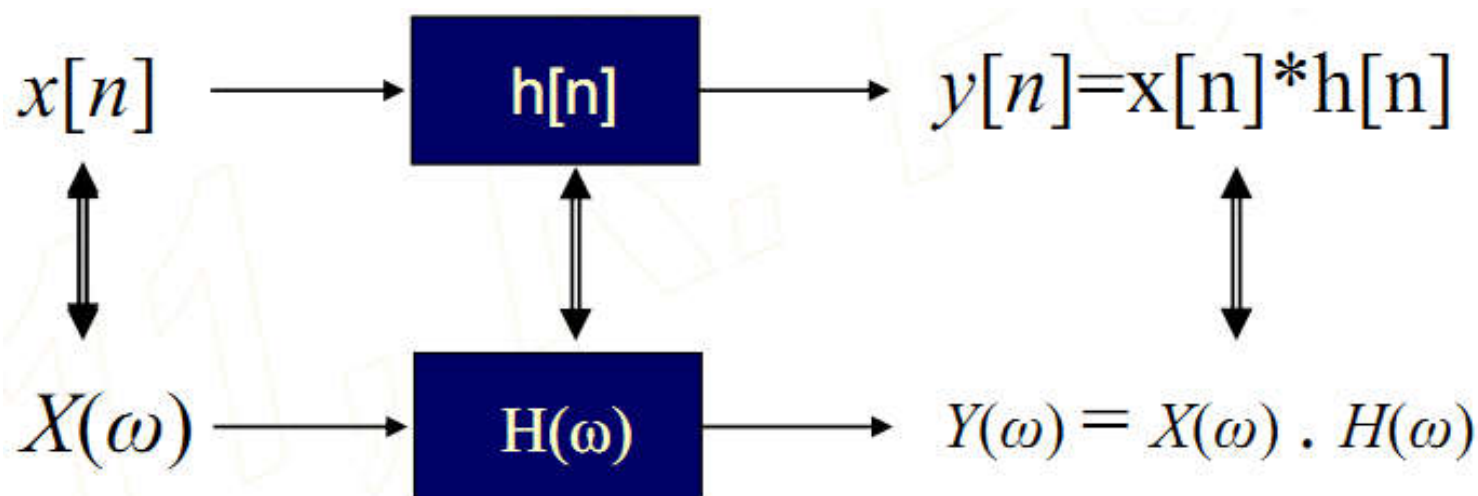 x[n] h[n] y[n]=x[n]*h[n]
X(ω) H(ω) Y(ω) = X(ω) . H(ω)